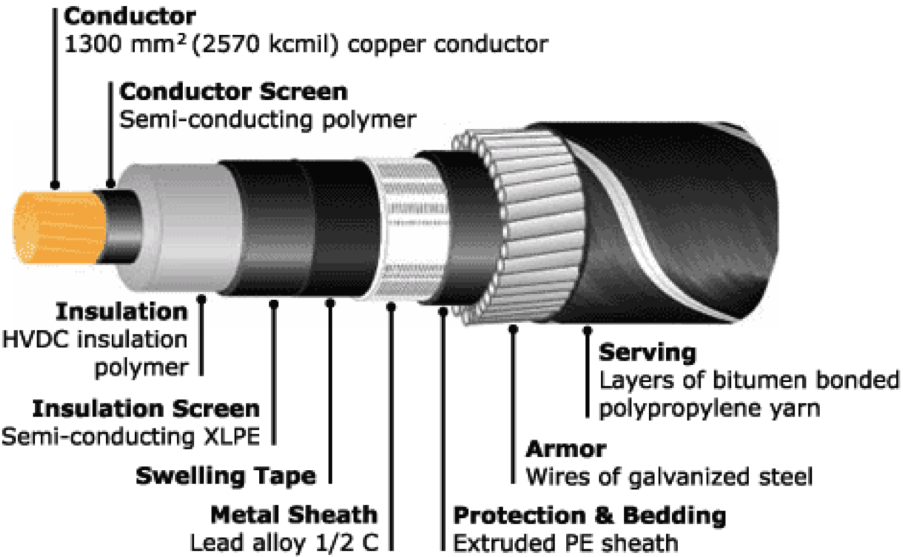 Conductor
1300 mm² (2570 kcmil) copper conductor
Conductor Screen
Semi-conducting polymer
Insulation
HVDC insulation
polymer
Insulation Screen
Semi-conducting XLPE
Swelling Tape
Metal Sheath
Lead alloy 1/2 C
Serving
Layers of bitumen bonded
polypropylene yarn
Armor
Wires of galvanized steel
Protection & Bedding
Extruded PE sheath